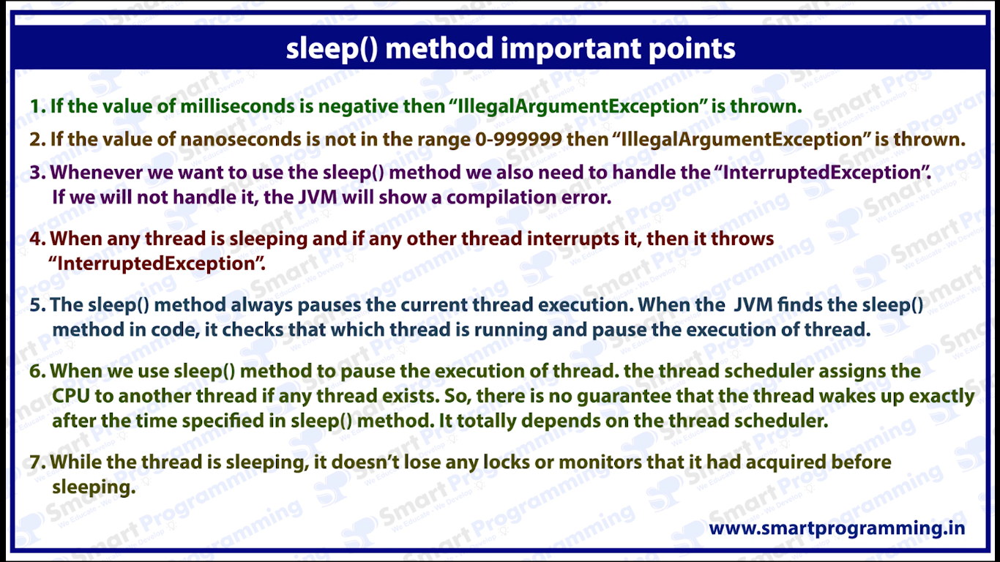 sleep() method important points
1. If the value of milliseconds is negative then “IllegalArgumentException” is thrown.
2. If the value of nanoseconds is not in the range 0-999999 then “IllegalArgumentException” is thrown.
3. Whenever we want to use the sleep() method we also need to handle the “InterruptedException”.
If we will not handle it, the JVM will show a compilation error.
4. When any thread is sleeping and if any other thread interrupts it, then it throws
“InterruptedException”.
5. The sleep() method always pauses the current thread execution. When the JVM finds the sleep()
method in code, it checks that which thread is running and pause the execution of thread.
6. When we use sleep() method to pause the execution of thread. the thread scheduler assigns the
CPU to another thread if any thread exists. So, there is no guarantee that the thread wakes up exactly
after the time specified in sleep() method. It totally depends on the thread scheduler.
7. While the thread is sleeping, it doesn’t lose any locks or monitors that it had acquired before
sleeping.
www.smartprogramming.in
Smart Programming
We Educate - We Develop